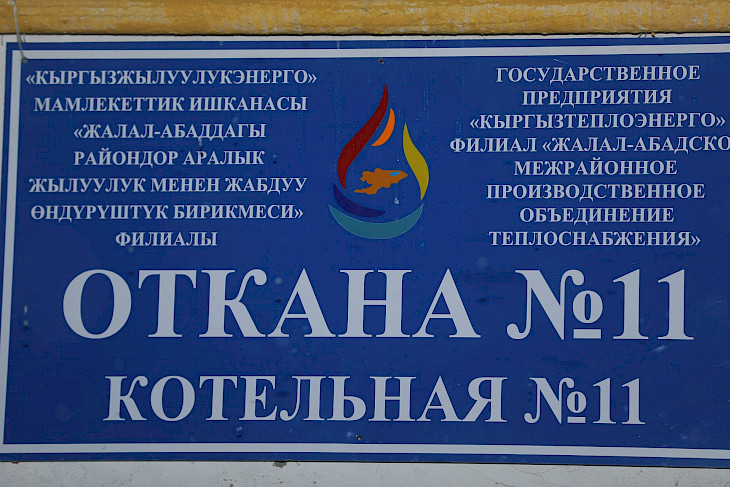 «КЫРГЫЗЖЫЛУУЛУКЭНЕРГО»
МАМЛЕКЕТТИК ИШКАНАСЫ
«ЖАЛАЛ-АБАДДАГЫ
РАЙОНДОР АРАЛЫК
ЖЫЛУУЛУК МЕНЕН ЖАБДУУ
ӨНДҮРҮШТҮК БИРИКМЕСИ»
ФИЛИАЛЫ
ГОСУДАРСТВЕННОЕ
ПРЕДПРИЯТИЯ
«КЫРГЫЗТЕПЛОЭНЕРГО»
ФИЛИАЛ «ЖАЛАЛ-АБАДСКО
МЕЖРАЙОННОЕ
ПРОИЗВОДСТВЕННОЕ
ОБЪЕДИНЕНИЕ
ТЕПЛОСНАБЖЕНИЯ»
ОТКАНА №11
КОТЕЛЬНАЯ №11